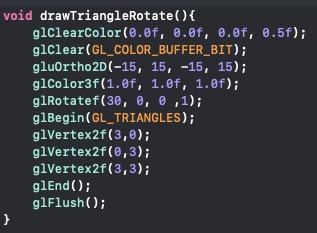 void drawTriangleRotate(){
glClearColor(0.0f, 0.0f, 0.0f, 0.5f);
glClear(GL_COLOR_BUFFER_BIT);
gluOrtho2D(-15, 15, -15, 15);
glColor3f(1.0f, 1.0f, 1.0f);
glRotatef(30, 0, 0 ,1);
glBegin(GL_TRIANGLES);
glVertex2f(3,0);
glVertex2f(0,3);
glVertex2f(3,3);
glEnd();
glFlush();
}